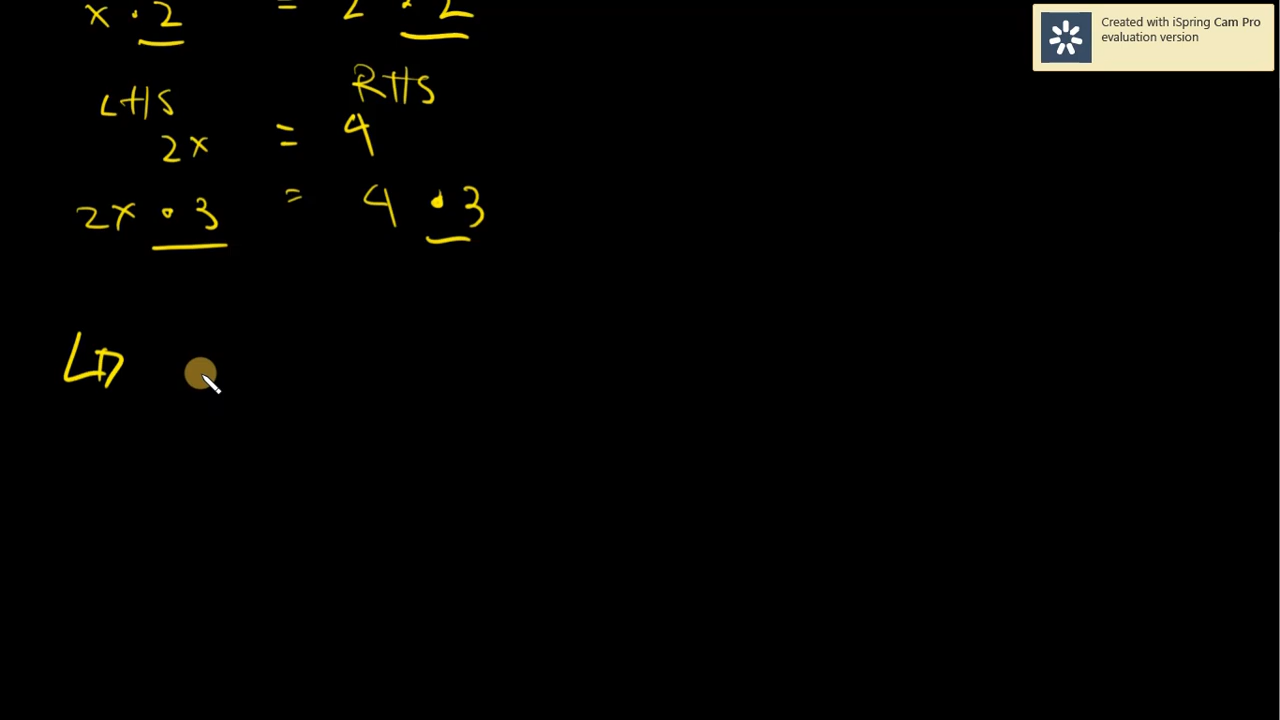 x · 2 = 2 · 2
LHS RHS
2x = 4
2x · 3 = 4 · 3
Created with iSpring Cam Pro
evaluation version